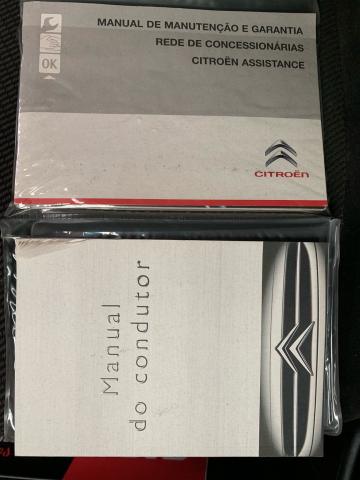 MANUAL DE MANUTENÇÃO E GARANTIA
REDE DE CONCESSIONÁRIAS
CITROËN ASSISTANCE
OK
CITROËN
Manual
do condutor